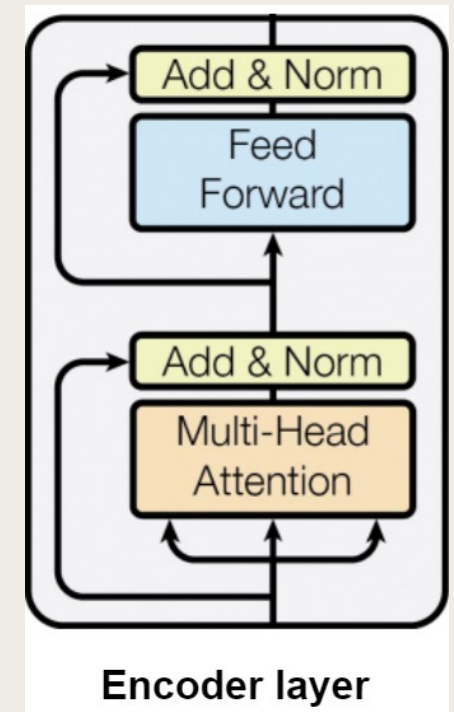 Add & Norm
Feed
Forward
Add & Norm
Multi-Head
Attention
Encoder layer